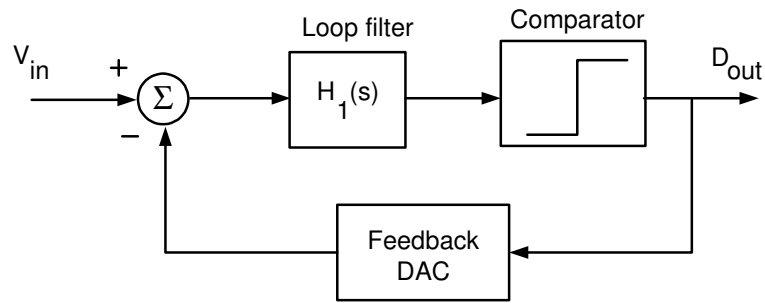 Loop filter
Comparator
V_in
+
Σ
−
H_1(s)
D_out
Feedback
DAC